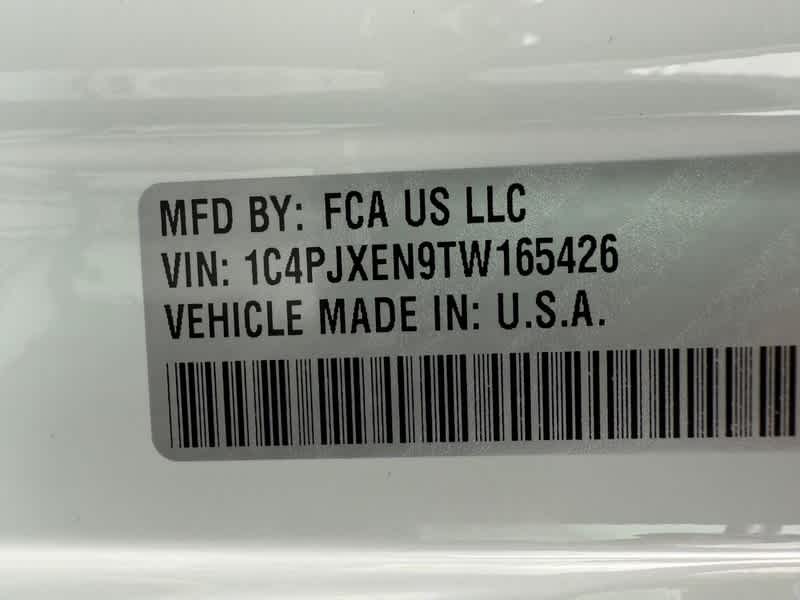 MFD BY: FCA US LLC
VIN: 1C4PJXEN9TW165426
VEHICLE MADE IN: U.S.A.